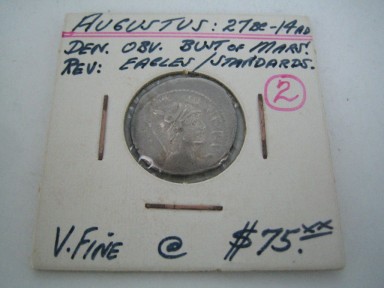 AUGUSTUS: 27BC-14AD
DEN. OBV. BUST OF MARS.
REV: EAGLES/STANDARDS.
2
V.FINE @ $75.xx